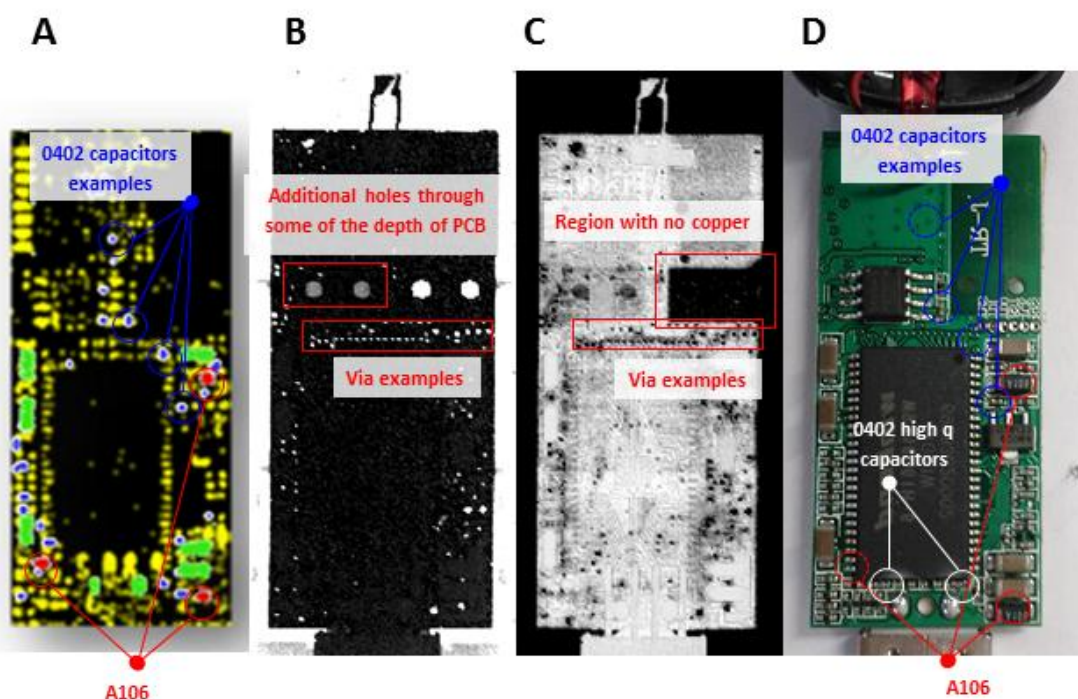 A
B
C
D
0402 capacitors
examples
Additional holes through
some of the depth of PCB
Region with no copper
0402 capacitors
examples
Via examples
Via examples
0402 high q
capacitors
A106
A106